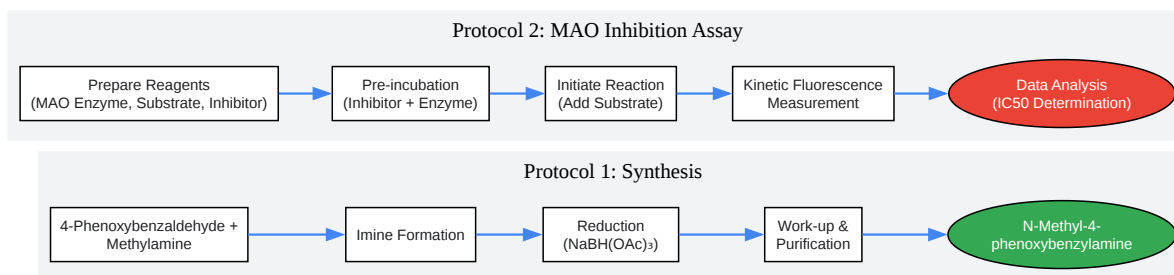 Protocol 2: MAO Inhibition Assay
Prepare Reagents
(MAO Enzyme, Substrate, Inhibitor)
Pre-incubation
(Inhibitor + Enzyme)
Initiate Reaction
(Add Substrate)
Kinetic Fluorescence
Measurement
Data Analysis
(IC50 Determination)
Protocol 1: Synthesis
4-Phenoxybenzaldehyde +
Methylamine
Imine Formation
Reduction
(NaBH(OAc)₃)
Work-up &
Purification
N-Methyl-4-
phenoxybenzylamine